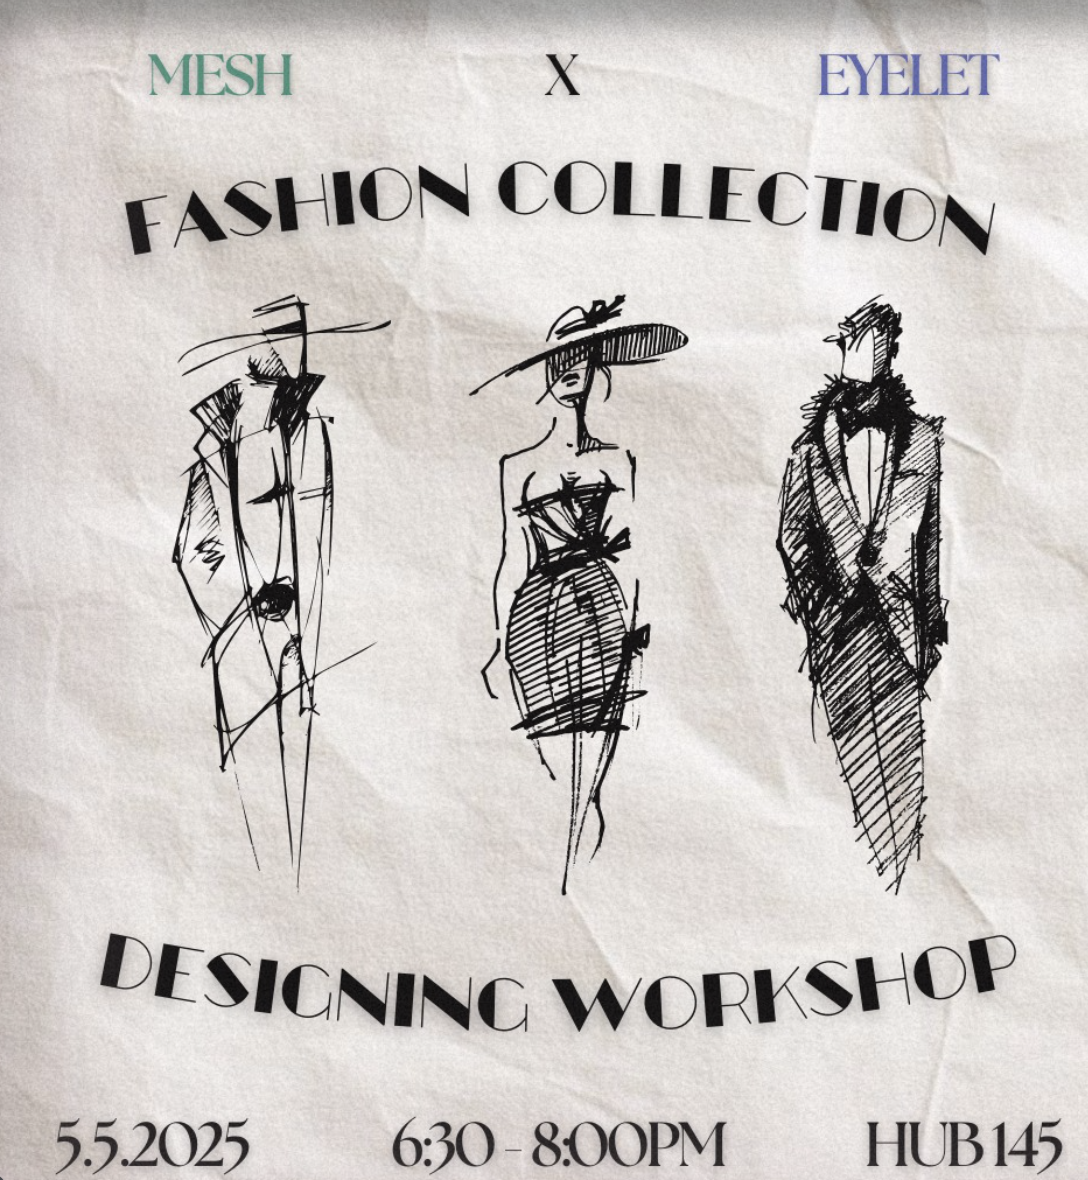 MESH X EYELET
FASHION COLLECTION
DESIGNING WORKSHOP
5.5.2025 6:30 - 8:00PM HUB 145